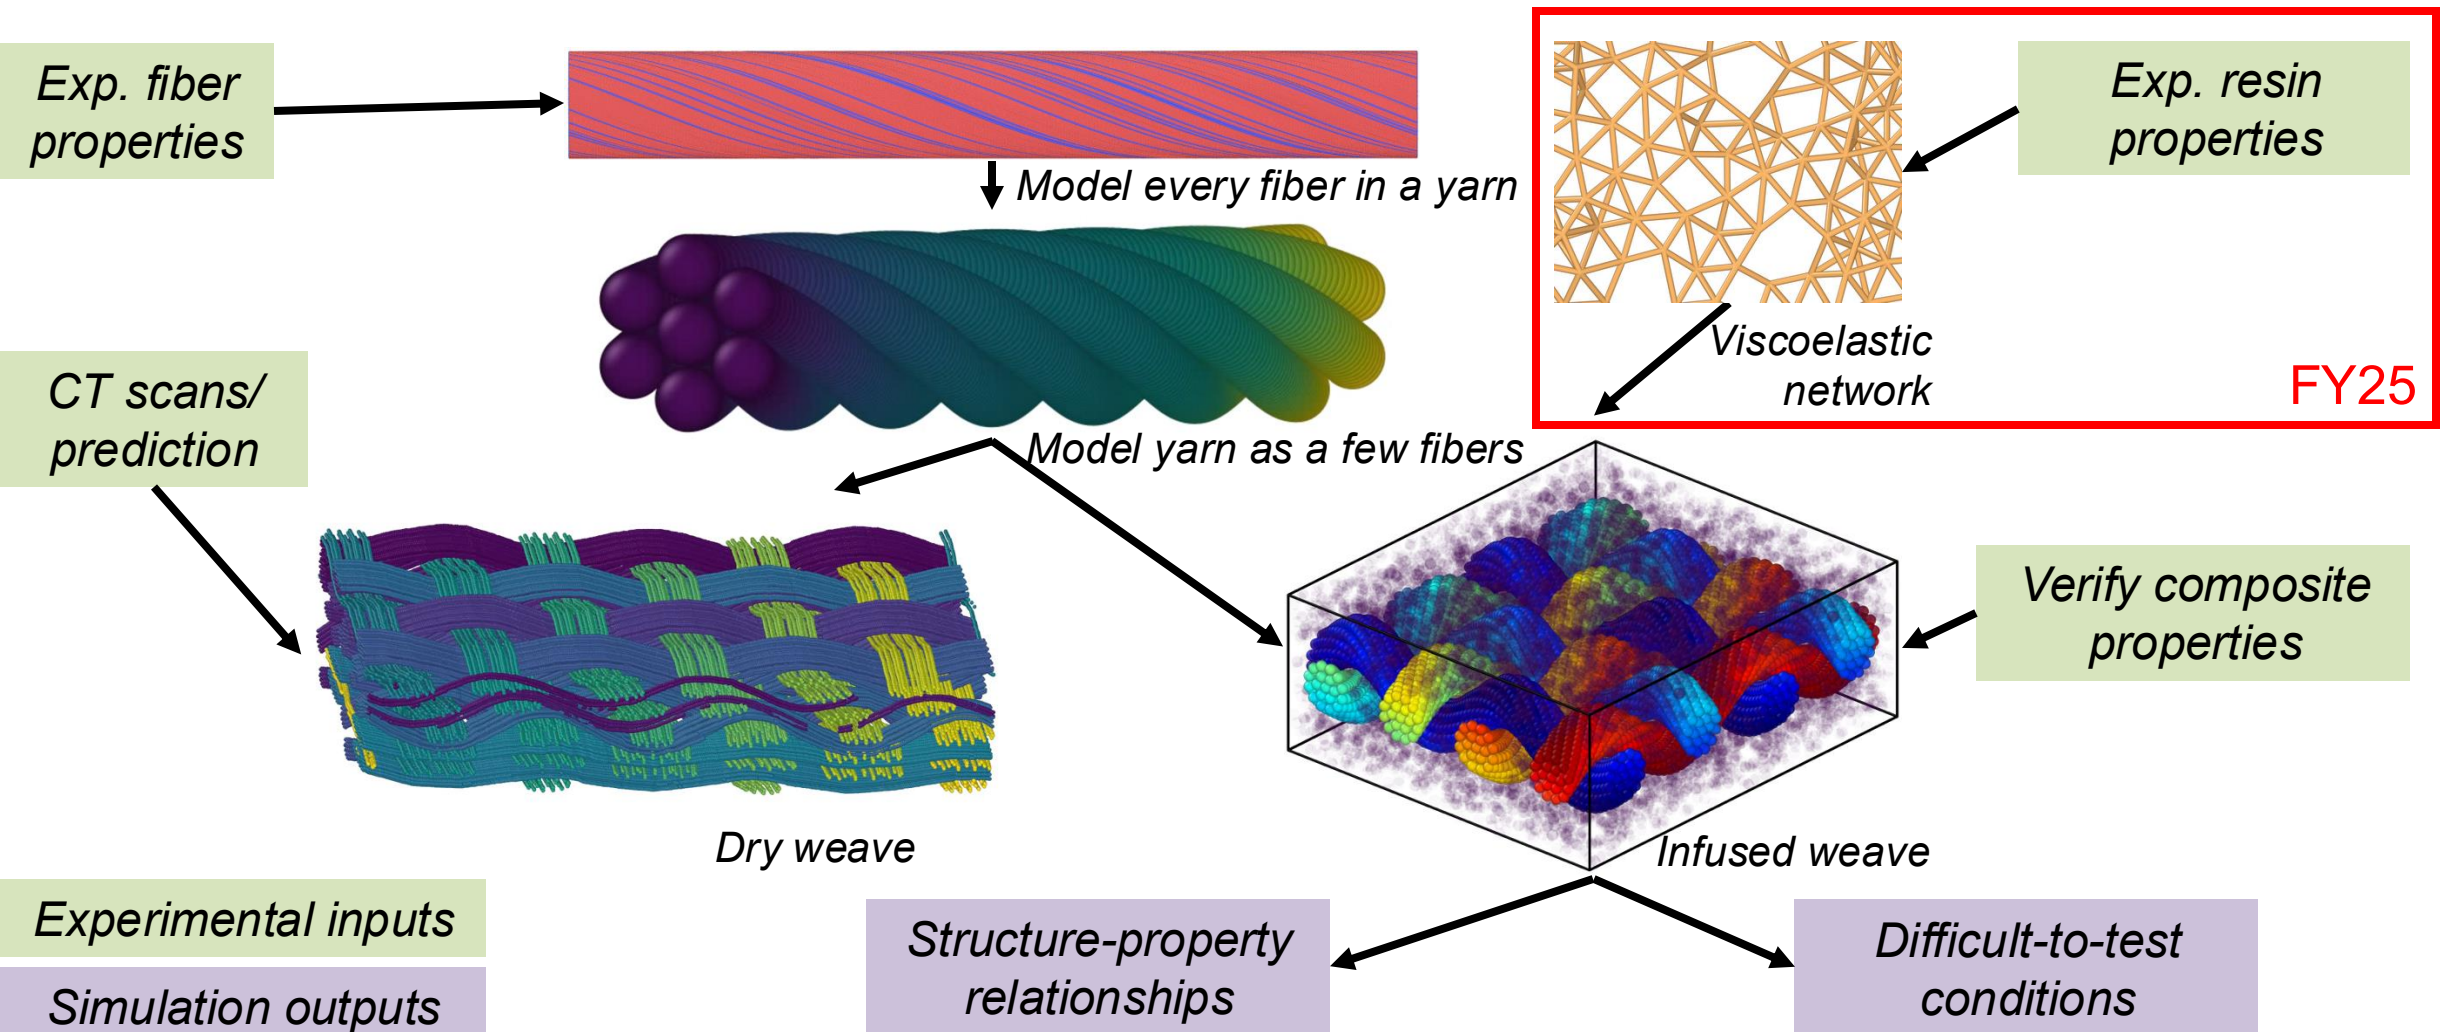 Exp. fiber
properties
Model every fiber in a yarn
Exp. resin
properties
Viscoelastic
network
FY25
CT scans/
prediction
Model yarn as a few fibers
Verify composite
properties
Dry weave
Infused weave
Experimental inputs
Simulation outputs
Structure-property
relationships
Difficult-to-test
conditions